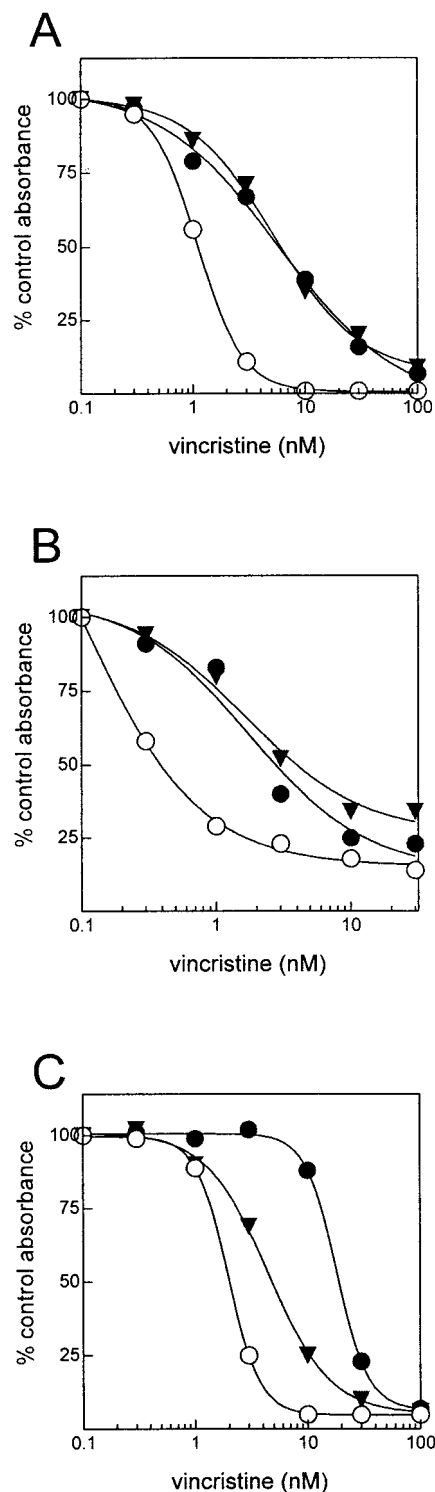 A
% control absorbance
100
75
50
25
0.1 1 10 100
vincristine (nM)
B
% control absorbance
100
75
50
25
0.1 1 10
vincristine (nM)
C
% control absorbance
100
75
50
25
0.1 1 10 100
vincristine (nM)